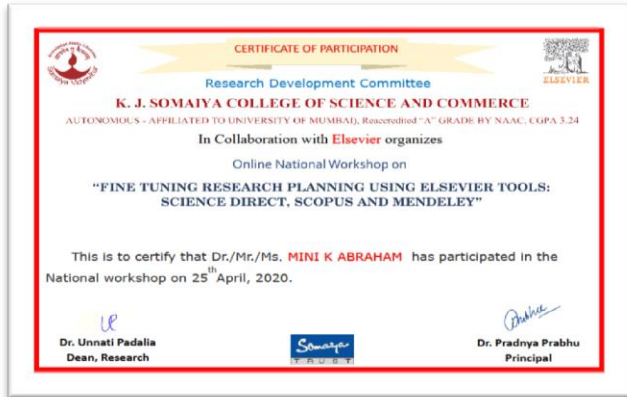 CERTIFICATE OF PARTICIPATION
ELSEVIER
Research Development Committee
K. J. SOMAIYA COLLEGE OF SCIENCE AND COMMERCE
AUTONOMOUS - AFFILIATED TO UNIVERSITY OF MUMBAI), Reaccredited "A" GRADE BY NAAC, CGPA 3.24
In Collaboration with Elsevier organizes
Online National Workshop on
"FINE TUNING RESEARCH PLANNING USING ELSEVIER TOOLS:
SCIENCE DIRECT, SCOPUS AND MENDELEY"
This is to certify that Dr./Mr./Ms. MINI K ABRAHAM has participated in the
National workshop on 25th April, 2020.
Dr. Unnati Padalia
Dean, Research
Somaiya
TRUST
Dr. Pradnya Prabhu
Principal